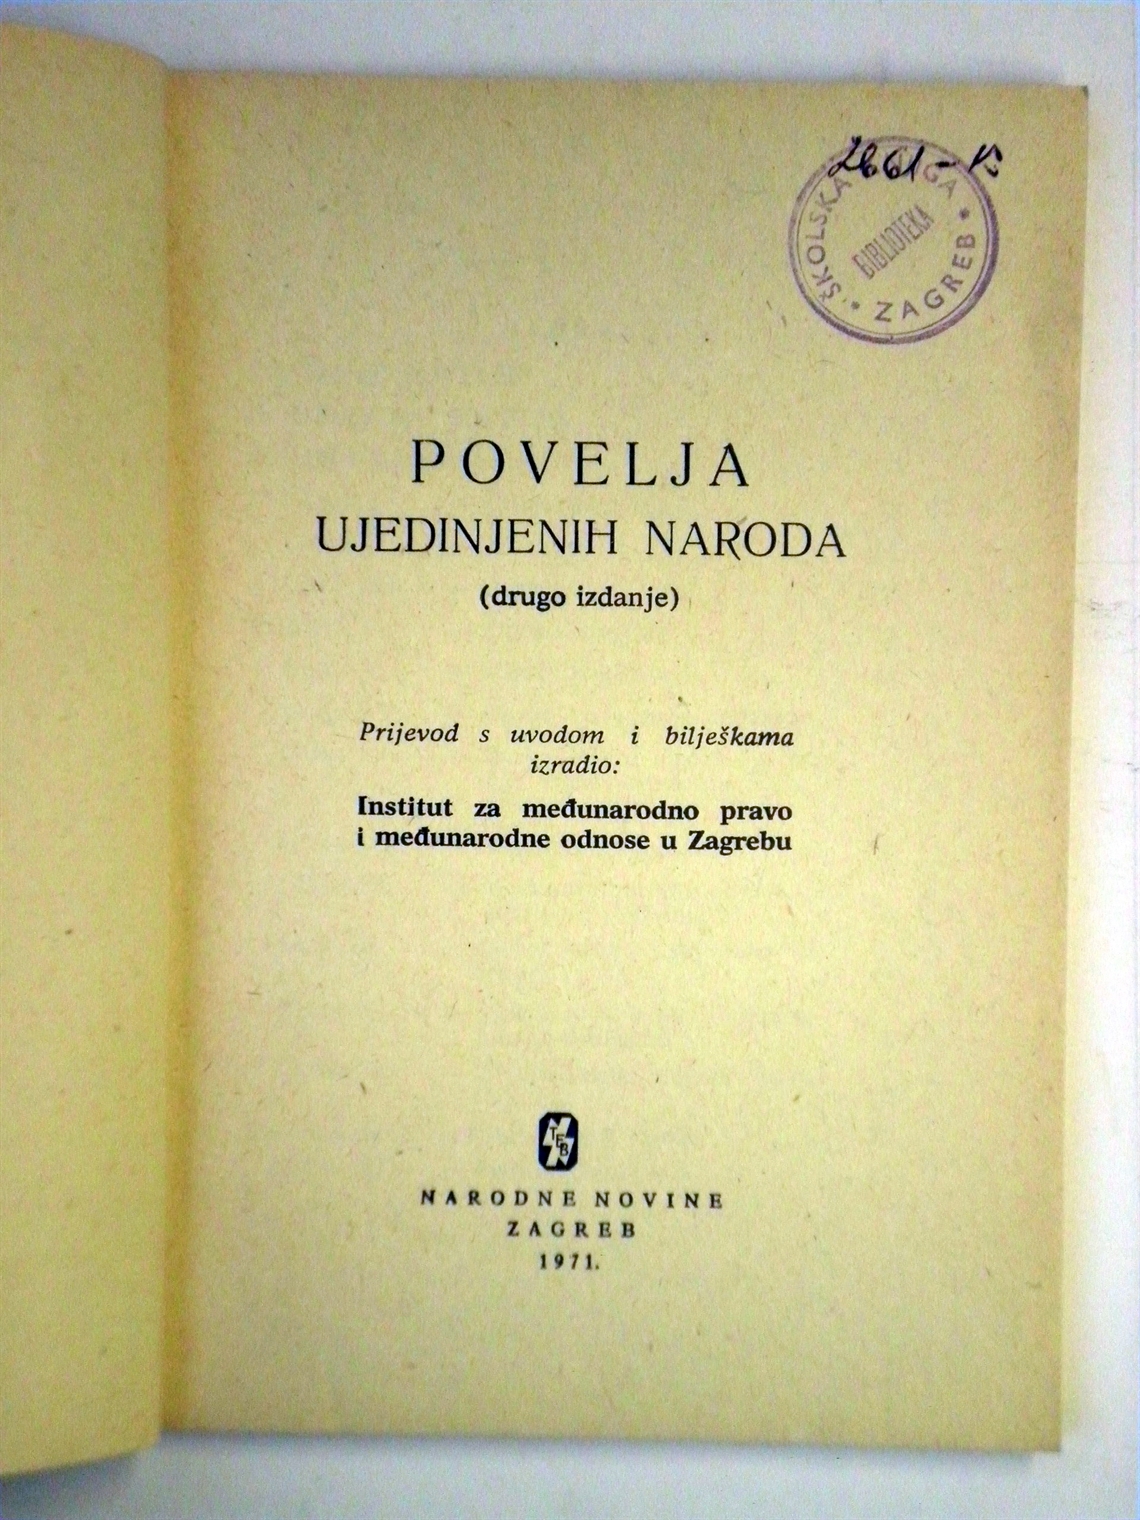 2661-B
ŠKOLSKA KNJIGA
BIBLIOTEKA
ZAGREB
POVELJA
UJEDINJENIH NARODA
(drugo izdanje)
Prijevod s uvodom i bilješkama
izradio:
Institut za međunarodno pravo
i međunarodne odnose u Zagrebu
TEB
NARODNE NOVINE
ZAGREB
1971.